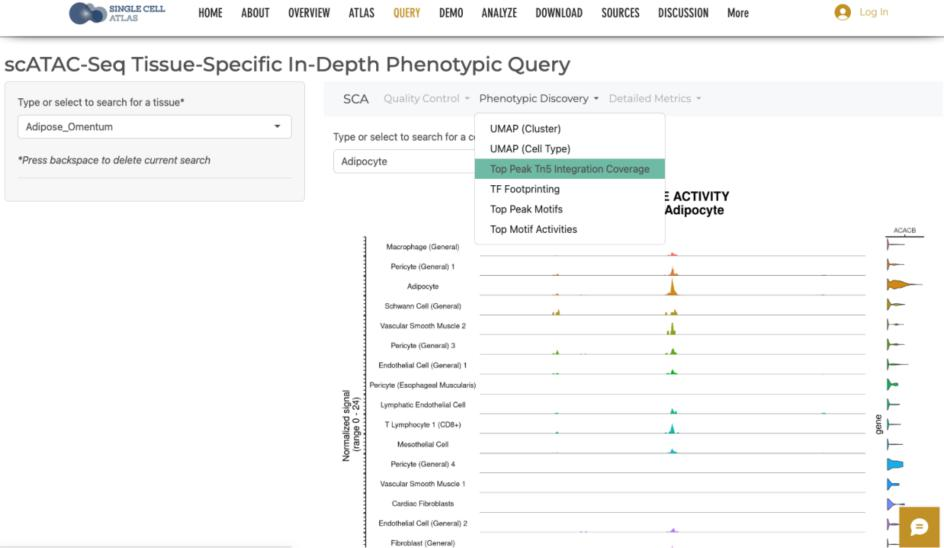 SINGLE CELL
ATLAS
HOME ABOUT OVERVIEW ATLAS QUERY DEMO ANALYZE DOWNLOAD SOURCES DISCUSSION More Log In
scATAC-Seq Tissue-Specific In-Depth Phenotypic Query
Type or select to search for a tissue*
Adipose_Omentum
*Press backspace to delete current search
SCA Quality Control Phenotypic Discovery Detailed Metrics
Type or select to search for a c
Adipocyte
UMAP (Cluster)
UMAP (Cell Type)
Top Peak Tn5 Integration Coverage
TF Footprinting
Top Peak Motifs
Top Motif Activities
E ACTIVITY
Adipocyte
ACACB
Macrophage (General)
Pericyte (General) 1
Adipocyte
Schwann Cell (General)
Vascular Smooth Muscle 2
Pericyte (General) 3
Endothelial Cell (General) 1
Pericyte (Esophageal Muscularis)
Lymphatic Endothelial Cell
T Lymphocyte 1 (CD8+)
Mesothelial Cell
Pericyte (General) 4
Vascular Smooth Muscle 1
Cardiac Fibroblasts
Endothelial Cell (General) 2
Fibroblast (General)
Normalized signal
(range 0 - 24)
gene